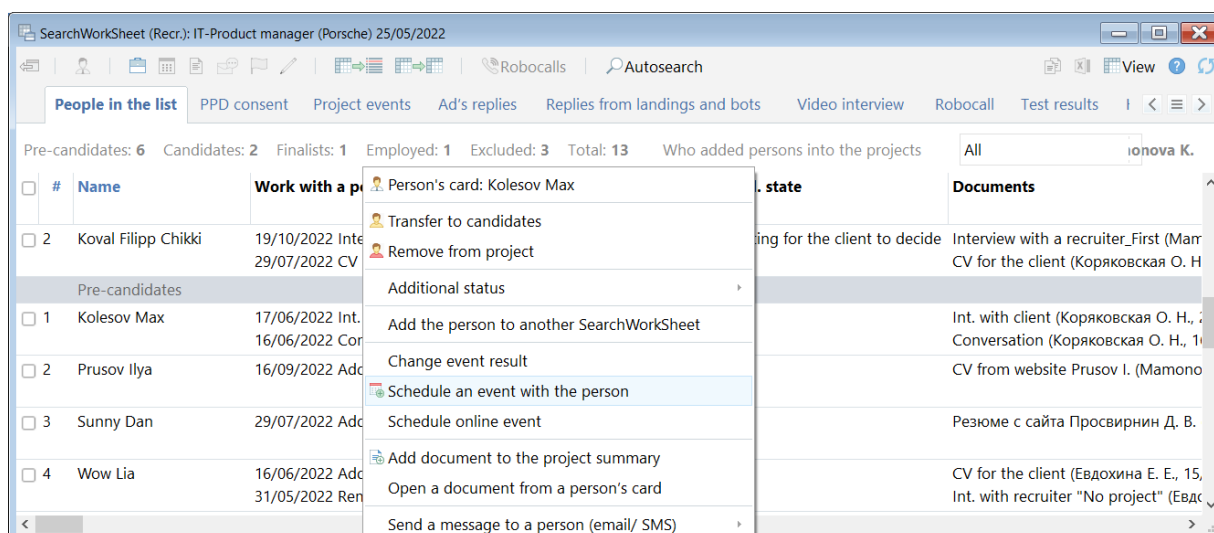 SearchWorkSheet (Recr.): IT-Product manager (Porsche) 25/05/2022
Robocalls Autosearch View
People in the list PPD consent Project events Ad's replies Replies from landings and bots Video interview Robocall Test results
Pre-candidates: 6 Candidates: 2 Finalists: 1 Employed: 1 Excluded: 3 Total: 13 Who added persons into the projects All onova K.
# Name Work with a pe . state Documents
2 Koval Filipp Chikki 19/10/2022 Inte ing for the client to decide Interview with a recruiter_First (Mam
29/07/2022 CV CV for the client (Коряковская О. Н
Pre-candidates
1 Kolesov Max 17/06/2022 Int. Int. with client (Коряковская О. Н., 2
16/06/2022 Cor Conversation (Коряковская О. Н., 1
2 Prusov Ilya 16/09/2022 Adc CV from website Prusov I. (Mamono
3 Sunny Dan 29/07/2022 Adc Резюме с сайта Просвирнин Д. В.
4 Wow Lia 16/06/2022 Adc CV for the client (Евдохина Е. Е., 15,
31/05/2022 Rem Int. with recruiter "No project" (Евдо
Person's card: Kolesov Max
Transfer to candidates
Remove from project
Additional status
Add the person to another SearchWorkSheet
Change event result
Schedule an event with the person
Schedule online event
Add document to the project summary
Open a document from a person's card
Send a message to a person (email/ SMS)